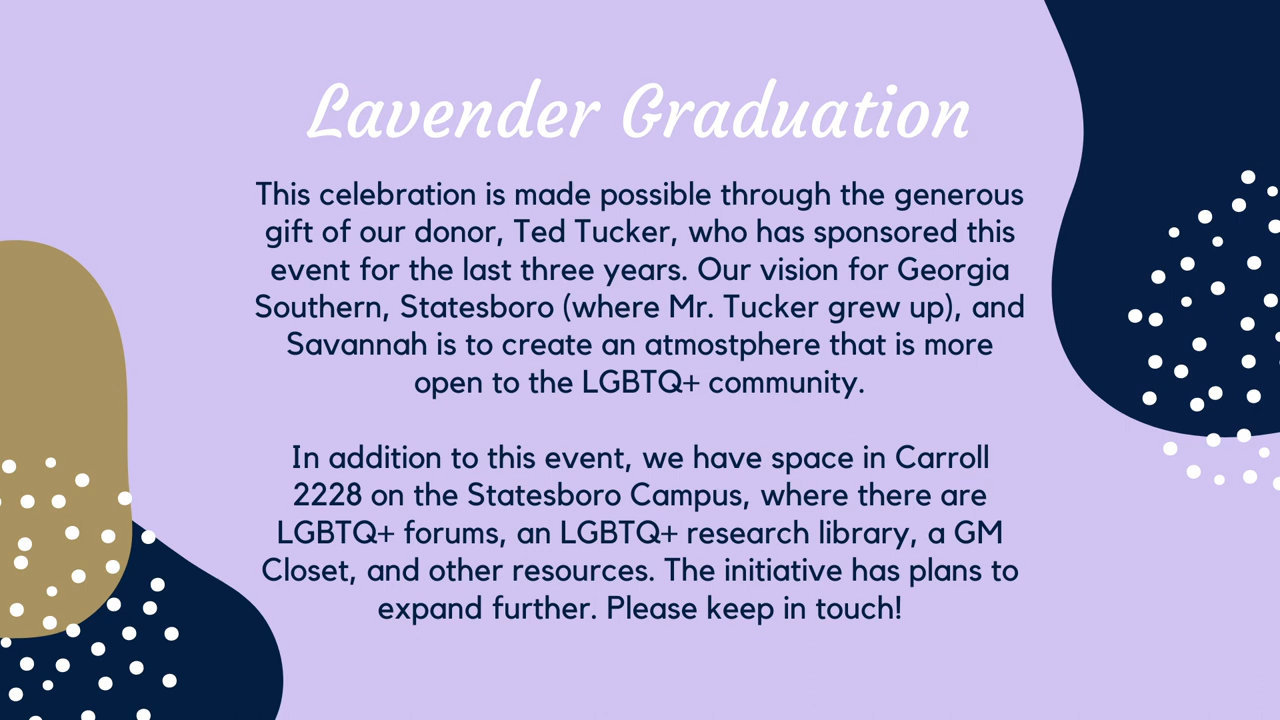 Lavender Graduation
This celebration is made possible through the generous
gift of our donor, Ted Tucker, who has sponsored this
event for the last three years. Our vision for Georgia
Southern, Statesboro (where Mr. Tucker grew up), and
Savannah is to create an atmostphere that is more
open to the LGBTQ+ community.
In addition to this event, we have space in Carroll
2228 on the Statesboro Campus, where there are
LGBTQ+ forums, an LGBTQ+ research library, a GM
Closet, and other resources. The initiative has plans to
expand further. Please keep in touch!